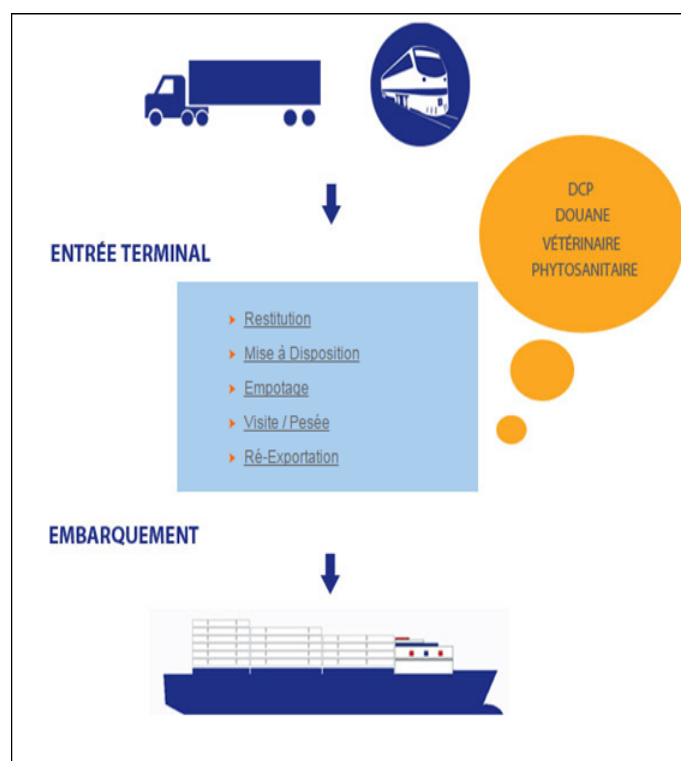 DCP
DOUANE
VÉTÉRINAIRE
PHYTOSANITAIRE
ENTRÉE TERMINAL
Restitution
Mise à Disposition
Empotage
Visite / Pesée
Ré-Exportation
EMBARQUEMENT